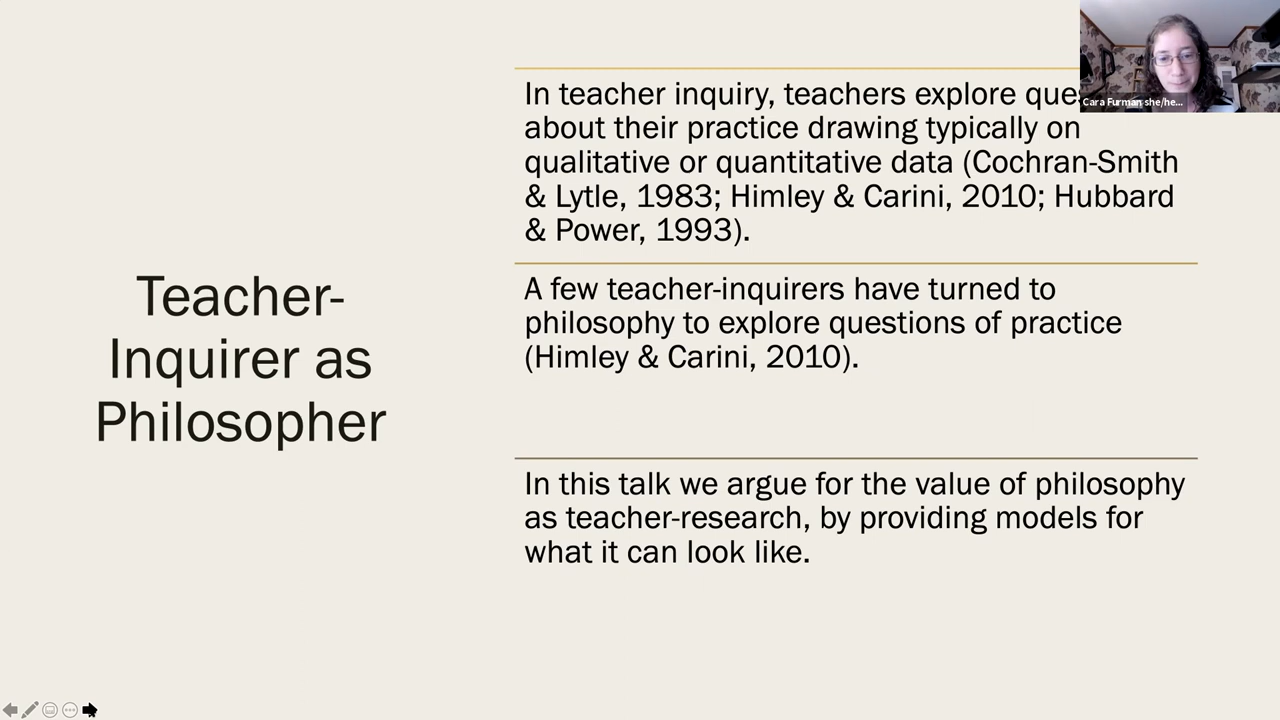 Teacher-
Inquirer as
Philosopher
In teacher inquiry, teachers explore
about their practice drawing typically on
qualitative or quantitative data (Cochran-Smith
& Lytle, 1983; Himley & Carini, 2010; Hubbard
& Power, 1993).
A few teacher-inquirers have turned to
philosophy to explore questions of practice
(Himley & Carini, 2010).
In this talk we argue for the value of philosophy
as teacher-research, by providing models for
what it can look like.
Cara Furman she/he...